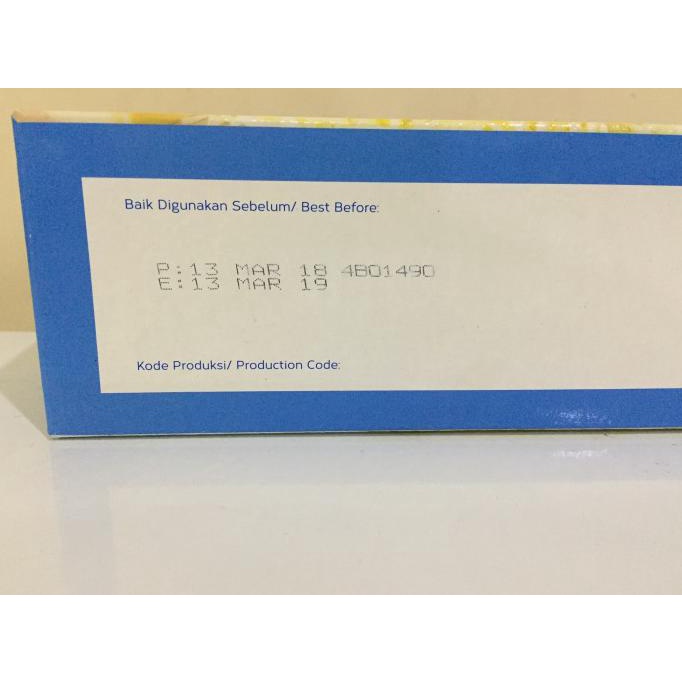 Baik Digunakan Sebelum/ Best Before:
P:13 MAR 18 4B01490
E:13 MAR 19
Kode Produksi/ Production Code: